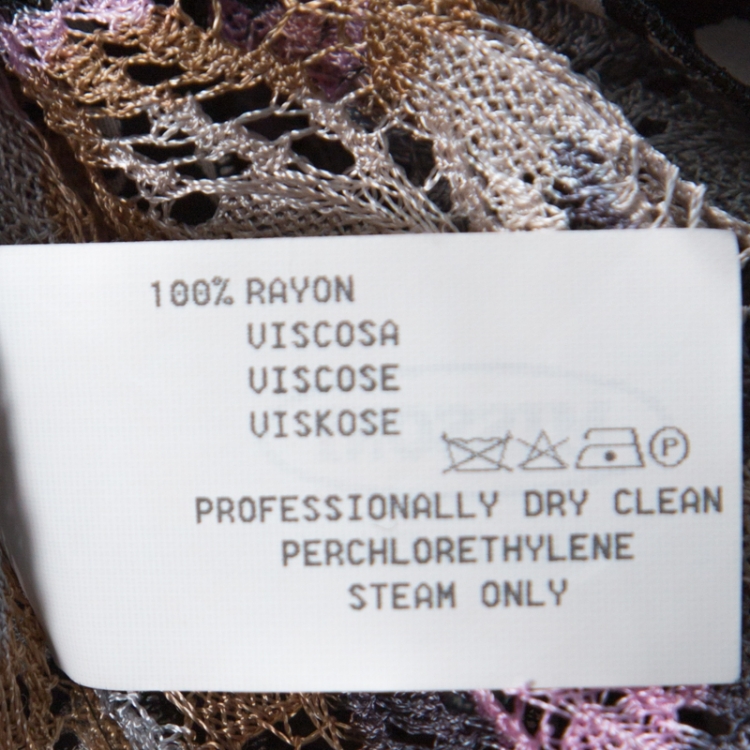 100% RAYON
VISCOSA
VISCOSE
VISKOSE
P
PROFESSIONALLY DRY CLEAN
PERCHLORETHYLENE
STEAM ONLY